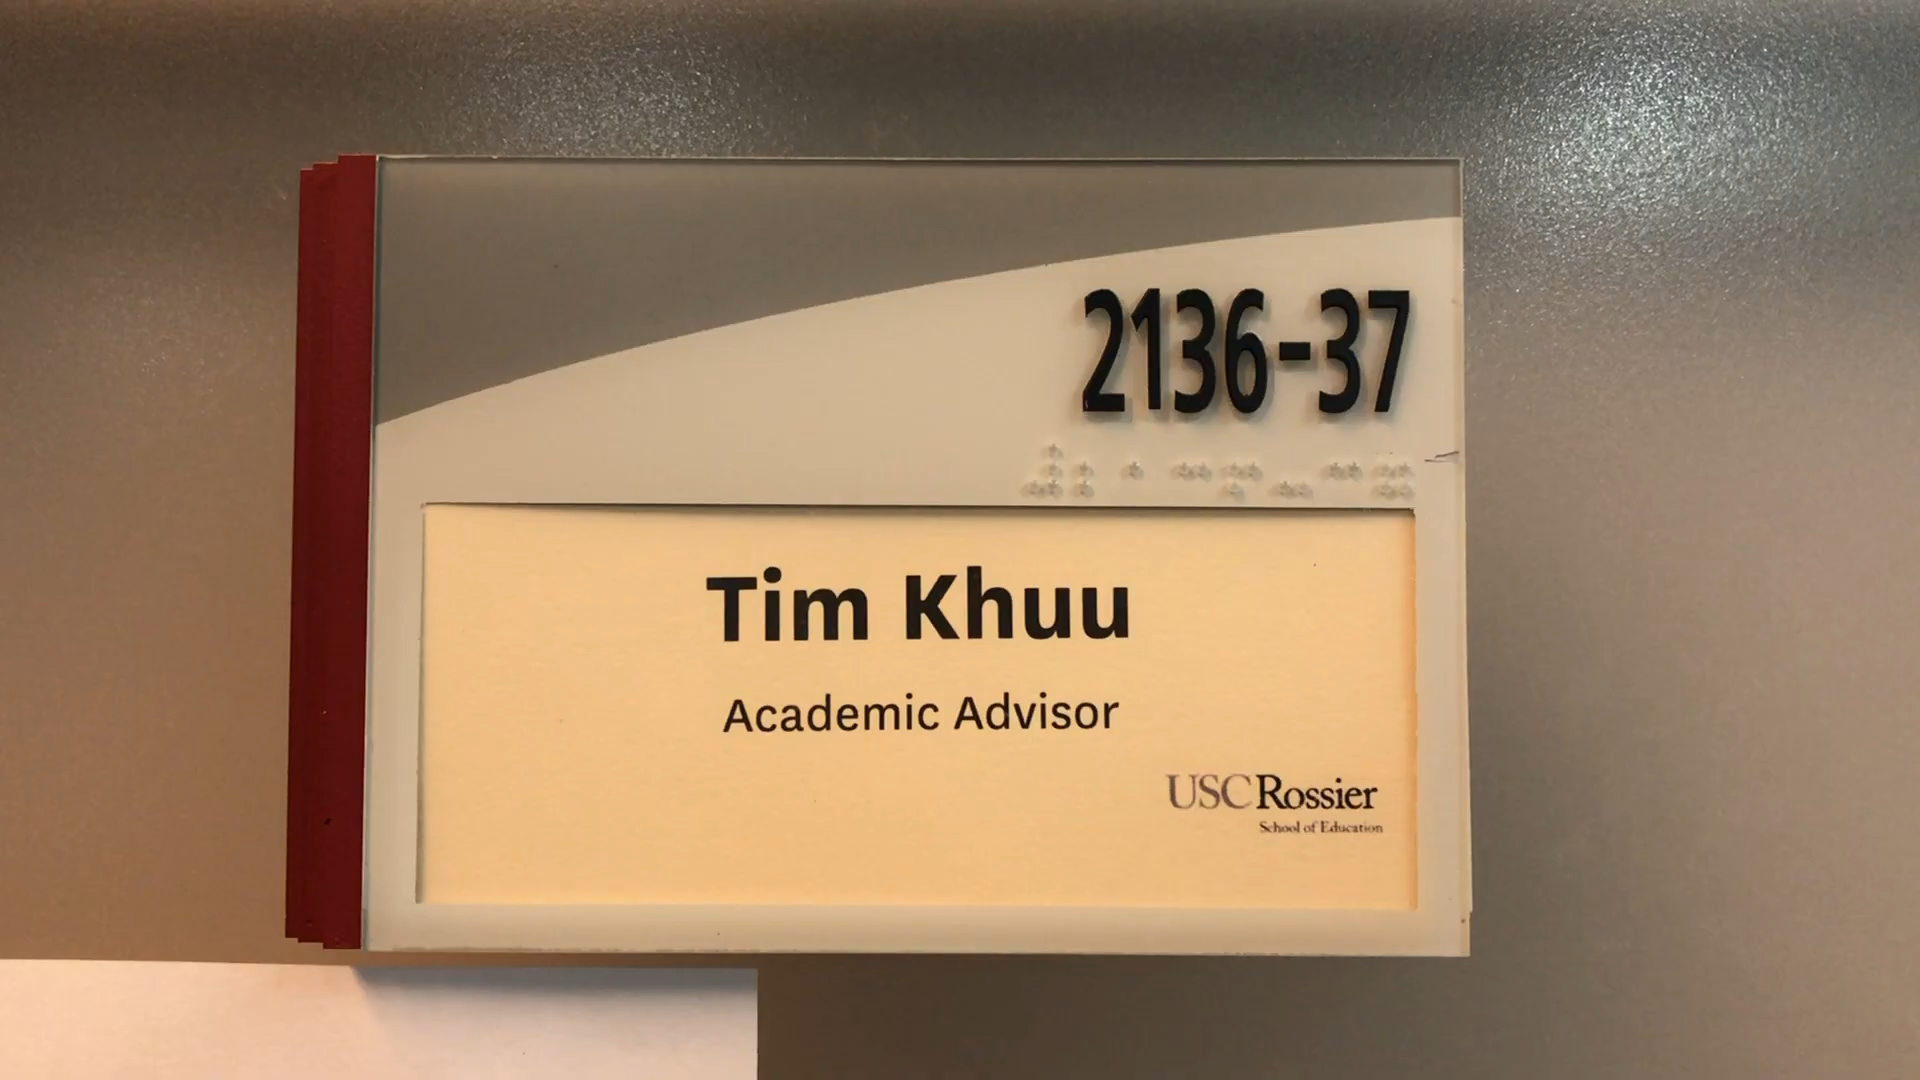 2136-37
Tim Khuu
Academic Advisor
USC Rossier
School of Education